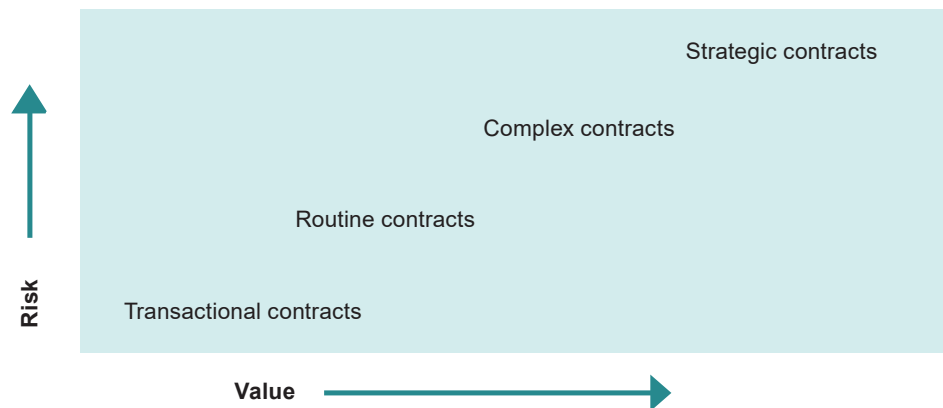 Strategic contracts
Complex contracts
Routine contracts
Transactional contracts
Risk
Value